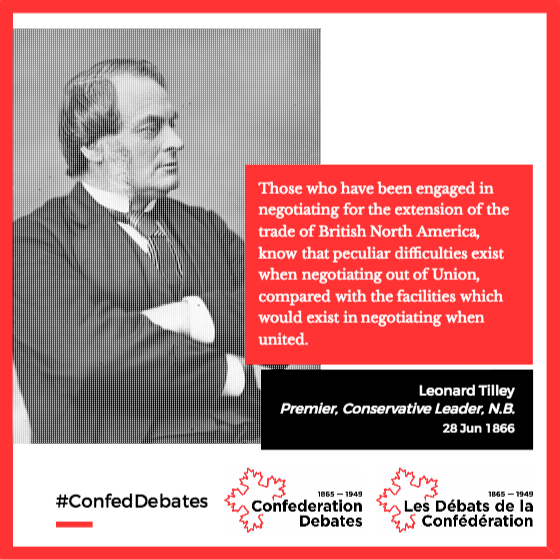 Those who have been engaged in
negotiating for the extension of the
trade of British North America,
know that peculiar difficulties exist
when negotiating out of Union,
compared with the facilities which
would exist in negotiating when
united.
Leonard Tilley
Premier, Conservative Leader, N.B.
28 Jun 1866
#ConfedDebates
1865 — 1949
Confederation
Debates
1865 — 1949
Les Débats de la
Confédération